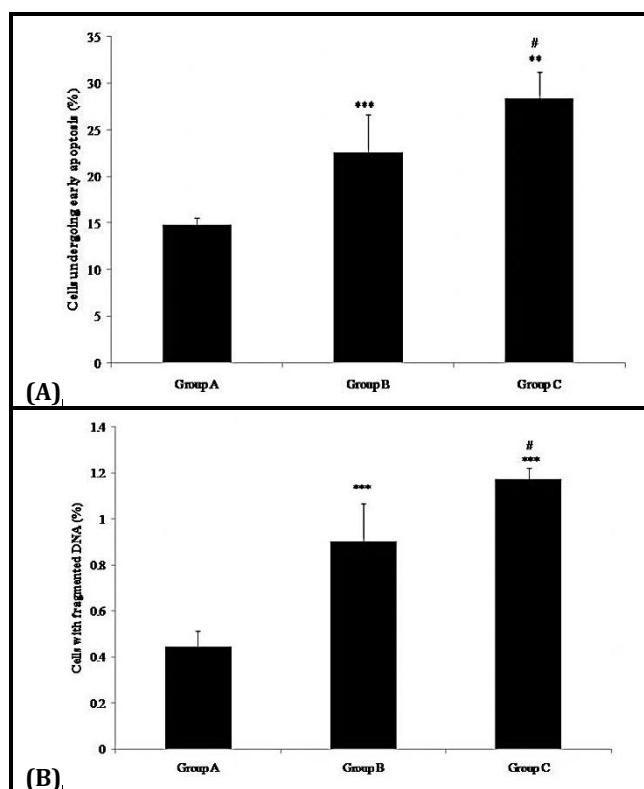 35
30
25
20
15
10
5
0
Cells undergoing early apoptosis (%)
***
#
**
Group A
Group B
Group C
(A)
1.4
1.2
1
0.8
0.6
0.4
0.2
0
Cells with fragmented DNA (%)
***
#
***
Group A
Group B
Group C
(B)